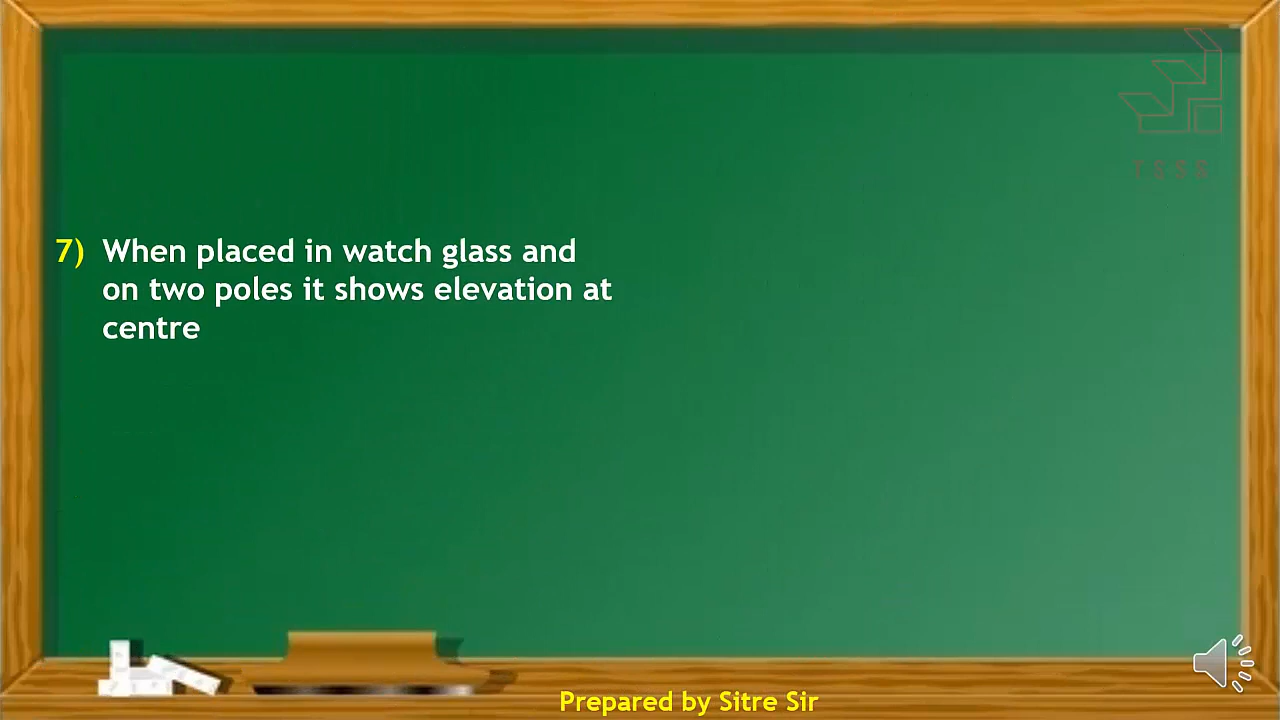 T S S S
7) When placed in watch glass and
on two poles it shows elevation at
centre
Prepared by Sitre Sir